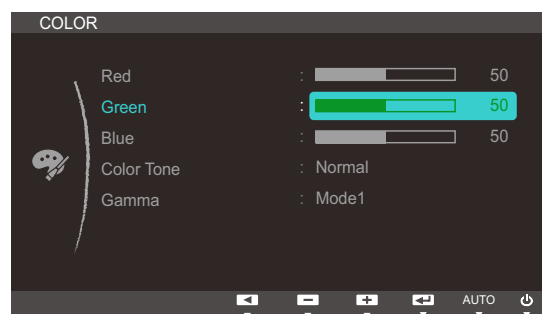 COLOR
Red : 50
Green : 50
Blue : 50
Color Tone : Normal
Gamma : Mode1
AUTO